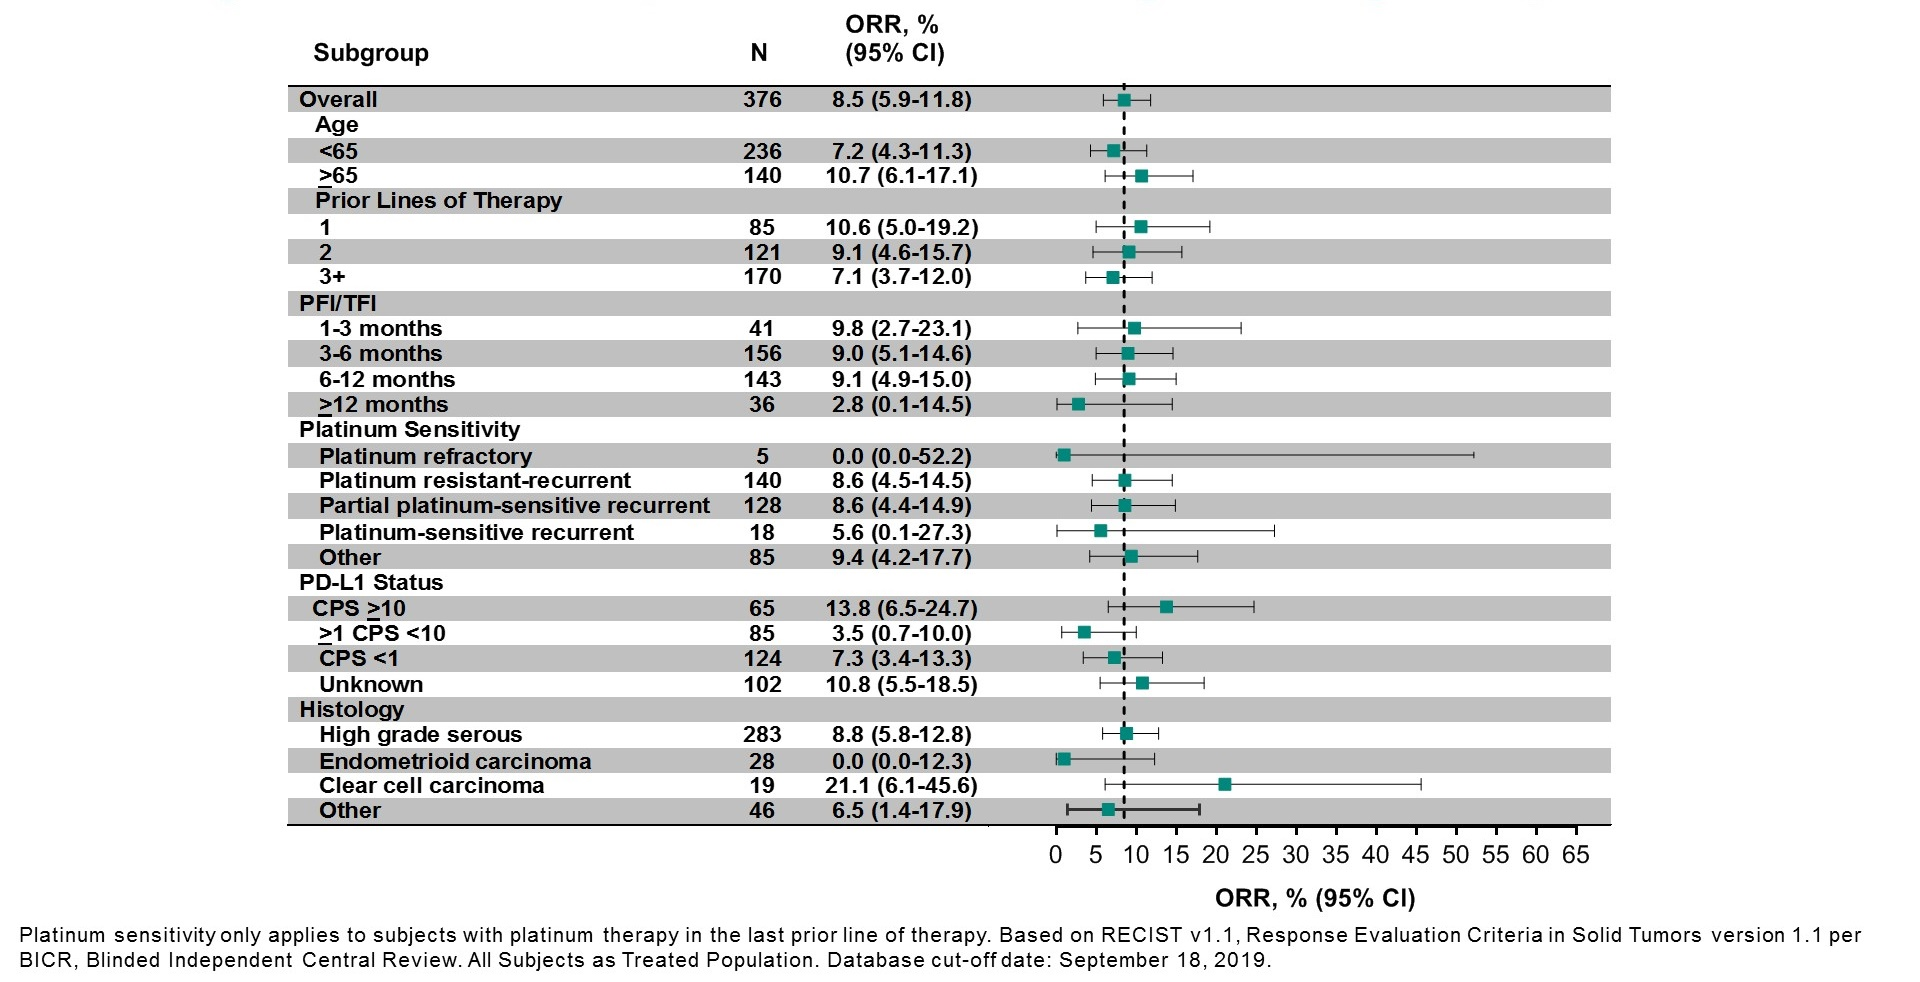 ORR, %
Subgroup N (95% CI)
Overall 376 8.5 (5.9-11.8)
Age
<65 236 7.2 (4.3-11.3)
≥65 140 10.7 (6.1-17.1)
Prior Lines of Therapy
1 85 10.6 (5.0-19.2)
2 121 9.1 (4.6-15.7)
3+ 170 7.1 (3.7-12.0)
PFI/TFI
1-3 months 41 9.8 (2.7-23.1)
3-6 months 156 9.0 (5.1-14.6)
6-12 months 143 9.1 (4.9-15.0)
≥12 months 36 2.8 (0.1-14.5)
Platinum Sensitivity
Platinum refractory 5 0.0 (0.0-52.2)
Platinum resistant-recurrent 140 8.6 (4.5-14.5)
Partial platinum-sensitive recurrent 128 8.6 (4.4-14.9)
Platinum-sensitive recurrent 18 5.6 (0.1-27.3)
Other 85 9.4 (4.2-17.7)
PD-L1 Status
CPS ≥10 65 13.8 (6.5-24.7)
≥1 CPS <10 85 3.5 (0.7-10.0)
CPS <1 124 7.3 (3.4-13.3)
Unknown 102 10.8 (5.5-18.5)
Histology
High grade serous 283 8.8 (5.8-12.8)
Endometrioid carcinoma 28 0.0 (0.0-12.3)
Clear cell carcinoma 19 21.1 (6.1-45.6)
Other 46 6.5 (1.4-17.9)
0 5 10 15 20 25 30 35 40 45 50 55 60 65
ORR, % (95% CI)
Platinum sensitivity only applies to subjects with platinum therapy in the last prior line of therapy. Based on RECIST v1.1, Response Evaluation Criteria in Solid Tumors version 1.1 per
BICR, Blinded Independent Central Review. All Subjects as Treated Population. Database cut-off date: September 18, 2019.